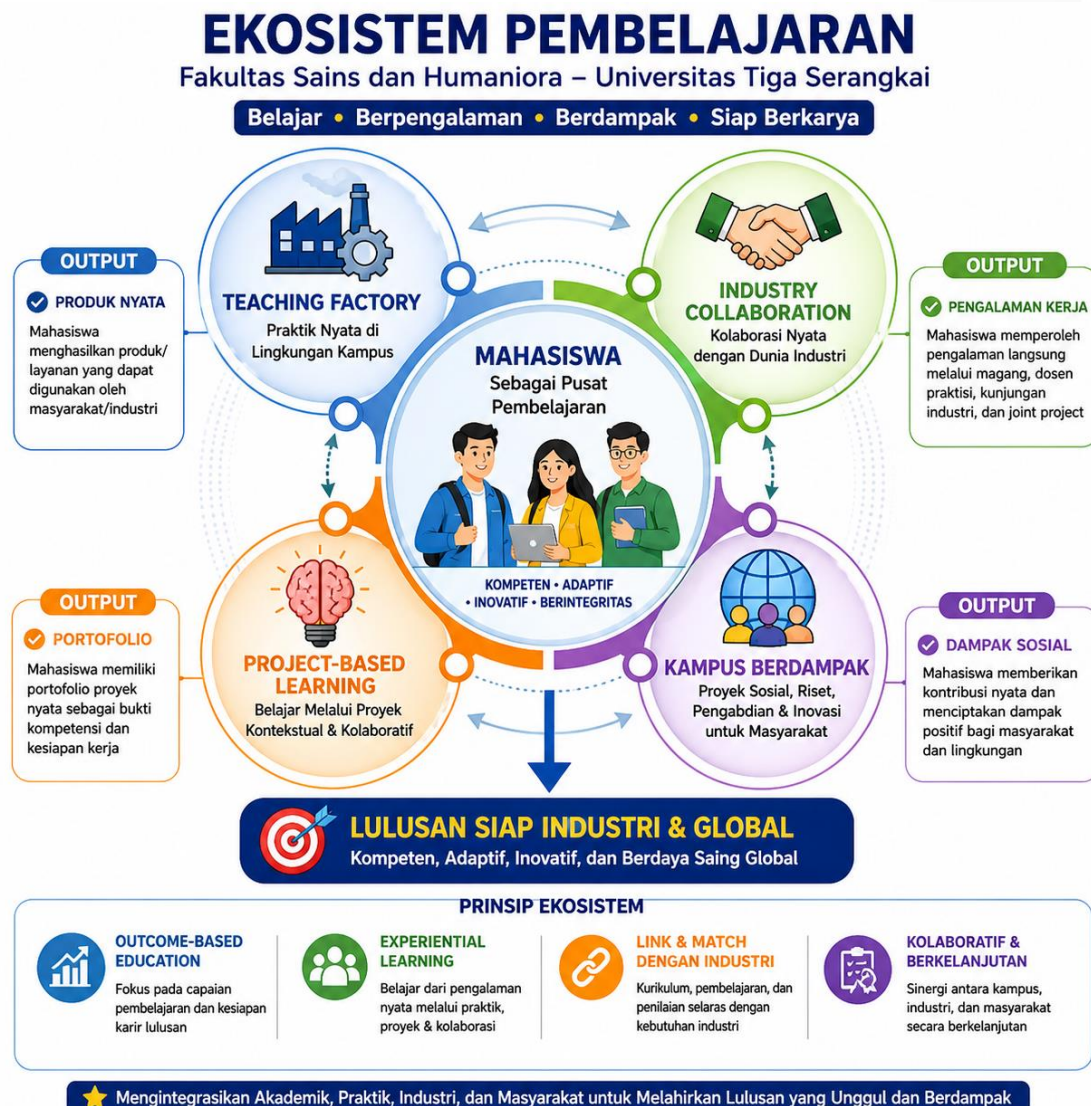 EKOSISTEM PEMBELAJARAN
Fakultas Sains dan Humaniora – Universitas Tiga Serangkai
Belajar • Berpengalaman • Berdampak • Siap Berkarya
OUTPUT
PRODUK NYATA
Mahasiswa
menghasilkan produk/
layanan yang dapat
digunakan oleh
masyarakat/industri
TEACHING FACTORY
Praktik Nyata di
Lingkungan Kampus
INDUSTRY
COLLABORATION
Kolaborasi Nyata
dengan Dunia Industri
OUTPUT
PENGALAMAN KERJA
Mahasiswa memperoleh
pengalaman langsung
melalui magang, dosen
praktisi, kunjungan
industri, dan joint project
MAHASISWA
Sebagai Pusat
Pembelajaran
KOMPETEN • ADAPTIF
• INOVATIF • BERINTEGRITAS
OUTPUT
PORTOFOLIO
Mahasiswa memiliki
portofolio proyek
nyata sebagai bukti
kompetensi dan
kesiapan kerja
PROJECT-BASED
LEARNING
Belajar Melalui Proyek
Kontekstual & Kolaboratif
KAMPUS BERDAMPAK
Proyek Sosial, Riset,
Pengabdian & Inovasi
untuk Masyarakat
OUTPUT
DAMPAK SOSIAL
Mahasiswa memberikan
kontribusi nyata dan
menciptakan dampak
positif bagi masyarakat
dan lingkungan
LULUSAN SIAP INDUSTRI & GLOBAL
Kompeten, Adaptif, Inovatif, dan Berdaya Saing Global
PRINSIP EKOSISTEM
OUTCOME-BASED
EDUCATION
Fokus pada capaian
pembelajaran dan kesiapan
karir lulusan
EXPERIENTIAL
LEARNING
Belajar dari pengalaman
nyata melalui praktik,
proyek & kolaborasi
LINK & MATCH
DENGAN INDUSTRI
Kurikulum, pembelajaran, dan
penilaian selaras dengan
kebutuhan industri
KOLABORATIF &
BERKELANJUTAN
Sinergi antara kampus,
industri, dan masyarakat
secara berkelanjutan
Mengintegrasikan Akademik, Praktik, Industri, dan Masyarakat untuk Melahirkan Lulusan yang Unggul dan Berdampak